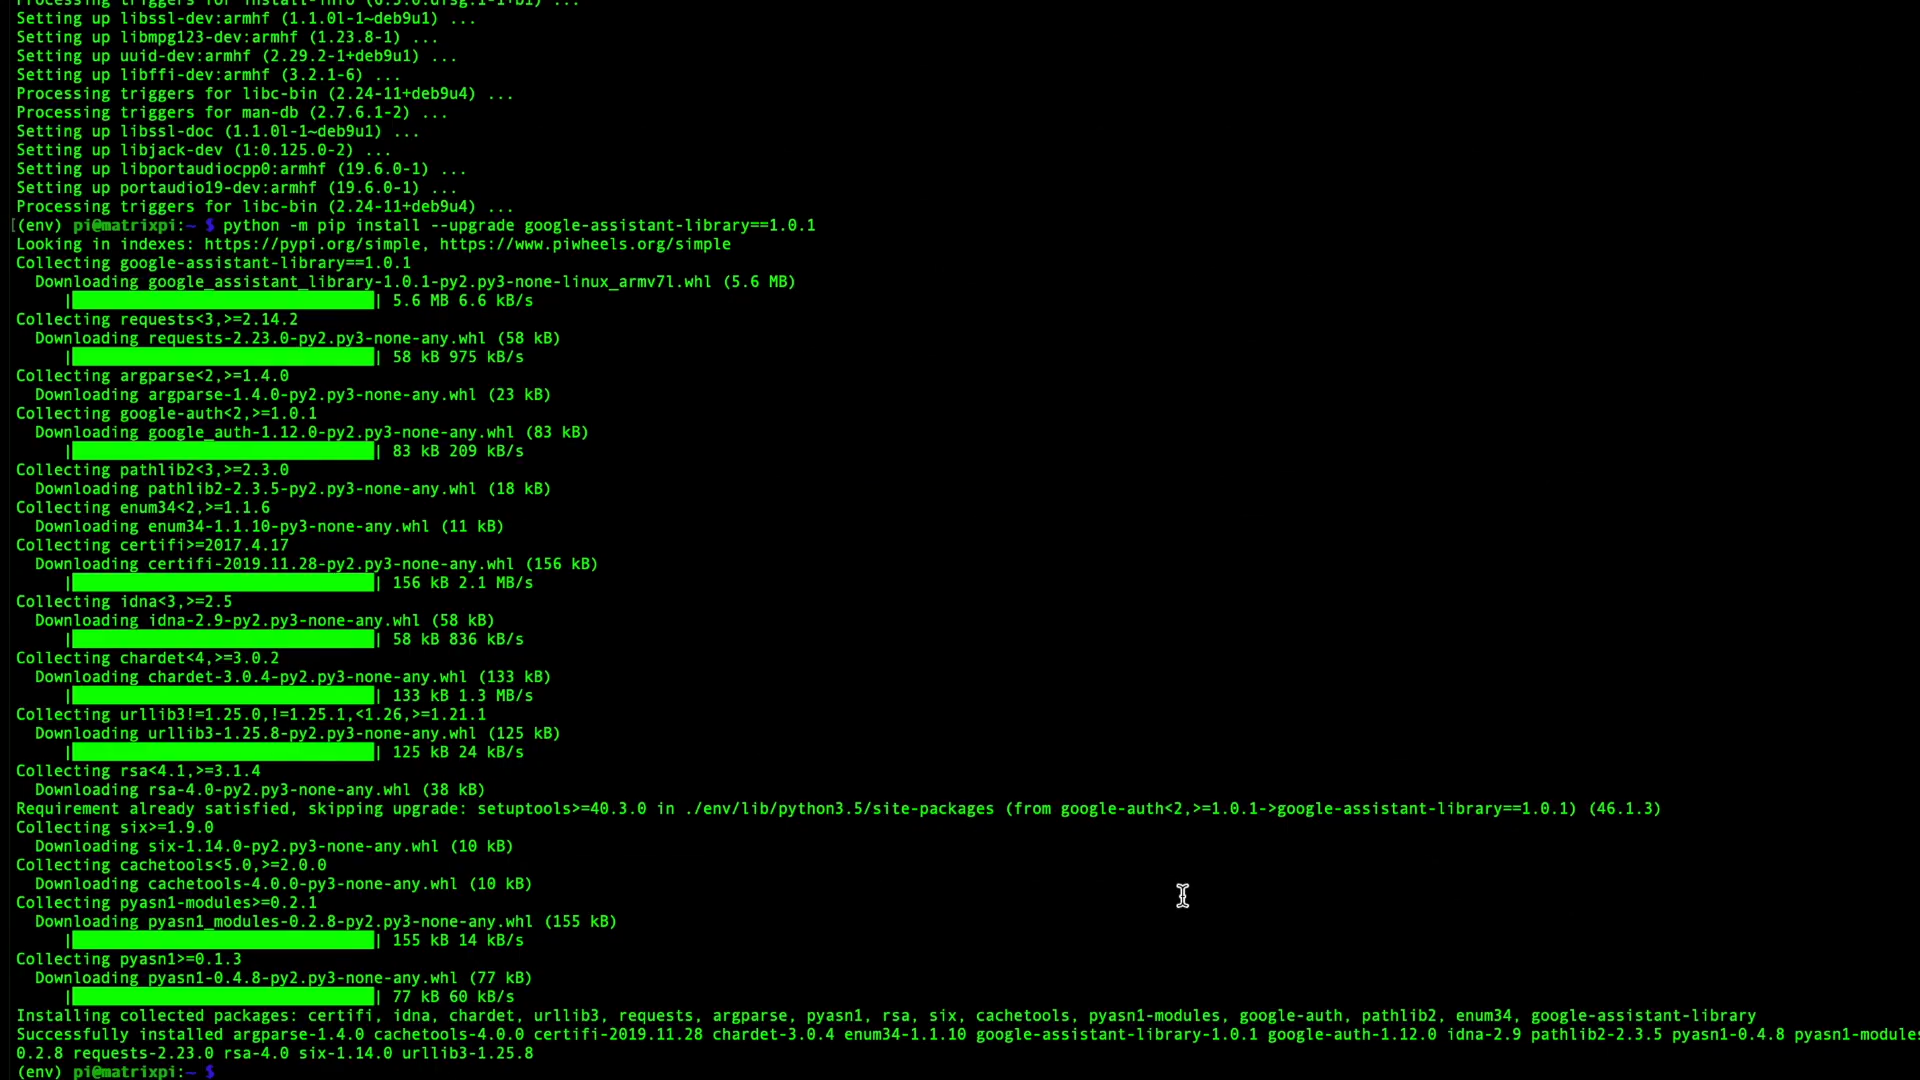 Processing triggers for install-info (6.3.0.dfsg.1-1+b1) ...
Setting up libssl-dev:armhf (1.1.0l-1~deb9u1) ...
Setting up libmpg123-dev:armhf (1.23.8-1) ...
Setting up uuid-dev:armhf (2.29.2-1+deb9u1) ...
Setting up libffi-dev:armhf (3.2.1-6) ...
Processing triggers for libc-bin (2.24-11+deb9u4) ...
Processing triggers for man-db (2.7.6.1-2) ...
Setting up libssl-doc (1.1.0l-1~deb9u1) ...
Setting up libjack-dev (1:0.125.0-2) ...
Setting up libportaudiocpp0:armhf (19.6.0-1) ...
Setting up portaudio19-dev:armhf (19.6.0-1) ...
Processing triggers for libc-bin (2.24-11+deb9u4) ...
[(env) pi@matrixpi:~ $ python -m pip install --upgrade google-assistant-library==1.0.1
Looking in indexes: https://pypi.org/simple, https://www.piwheels.org/simple
Collecting google-assistant-library==1.0.1
Downloading google_assistant_library-1.0.1-py2.py3-none-linux_armv7l.whl (5.6 MB)
| | 5.6 MB 6.6 kB/s
Collecting requests<3,>=2.14.2
Downloading requests-2.23.0-py2.py3-none-any.whl (58 kB)
| | 58 kB 975 kB/s
Collecting argparse<2,>=1.4.0
Downloading argparse-1.4.0-py2.py3-none-any.whl (23 kB)
Collecting google-auth<2,>=1.0.1
Downloading google_auth-1.12.0-py2.py3-none-any.whl (83 kB)
| | 83 kB 209 kB/s
Collecting pathlib2<3,>=2.3.0
Downloading pathlib2-2.3.5-py2.py3-none-any.whl (18 kB)
Collecting enum34<2,>=1.1.6
Downloading enum34-1.1.10-py3-none-any.whl (11 kB)
Collecting certifi>=2017.4.17
Downloading certifi-2019.11.28-py2.py3-none-any.whl (156 kB)
| | 156 kB 2.1 MB/s
Collecting idna<3,>=2.5
Downloading idna-2.9-py2.py3-none-any.whl (58 kB)
| | 58 kB 836 kB/s
Collecting chardet<4,>=3.0.2
Downloading chardet-3.0.4-py2.py3-none-any.whl (133 kB)
| | 133 kB 1.3 MB/s
Collecting urllib3!=1.25.0,!=1.25.1,<1.26,>=1.21.1
Downloading urllib3-1.25.8-py2.py3-none-any.whl (125 kB)
| | 125 kB 24 kB/s
Collecting rsa<4.1,>=3.1.4
Downloading rsa-4.0-py2.py3-none-any.whl (38 kB)
Requirement already satisfied, skipping upgrade: setuptools>=40.3.0 in ./env/lib/python3.5/site-packages (from google-auth<2,>=1.0.1->google-assistant-library==1.0.1) (46.1.3)
Collecting six>=1.9.0
Downloading six-1.14.0-py2.py3-none-any.whl (10 kB)
Collecting cachetools<5.0,>=2.0.0
Downloading cachetools-4.0.0-py3-none-any.whl (10 kB)
Collecting pyasn1-modules>=0.2.1
Downloading pyasn1_modules-0.2.8-py2.py3-none-any.whl (155 kB)
| | 155 kB 14 kB/s
Collecting pyasn1>=0.1.3
Downloading pyasn1-0.4.8-py2.py3-none-any.whl (77 kB)
| | 77 kB 60 kB/s
Installing collected packages: certifi, idna, chardet, urllib3, requests, argparse, pyasn1, rsa, six, cachetools, pyasn1-modules, google-auth, pathlib2, enum34, google-assistant-library
Successfully installed argparse-1.4.0 cachetools-4.0.0 certifi-2019.11.28 chardet-3.0.4 enum34-1.1.10 google-assistant-library-1.0.1 google-auth-1.12.0 idna-2.9 pathlib2-2.3.5 pyasn1-0.4.8 pyasn1-modules
0.2.8 requests-2.23.0 rsa-4.0 six-1.14.0 urllib3-1.25.8
(env) pi@matrixpi:~ $